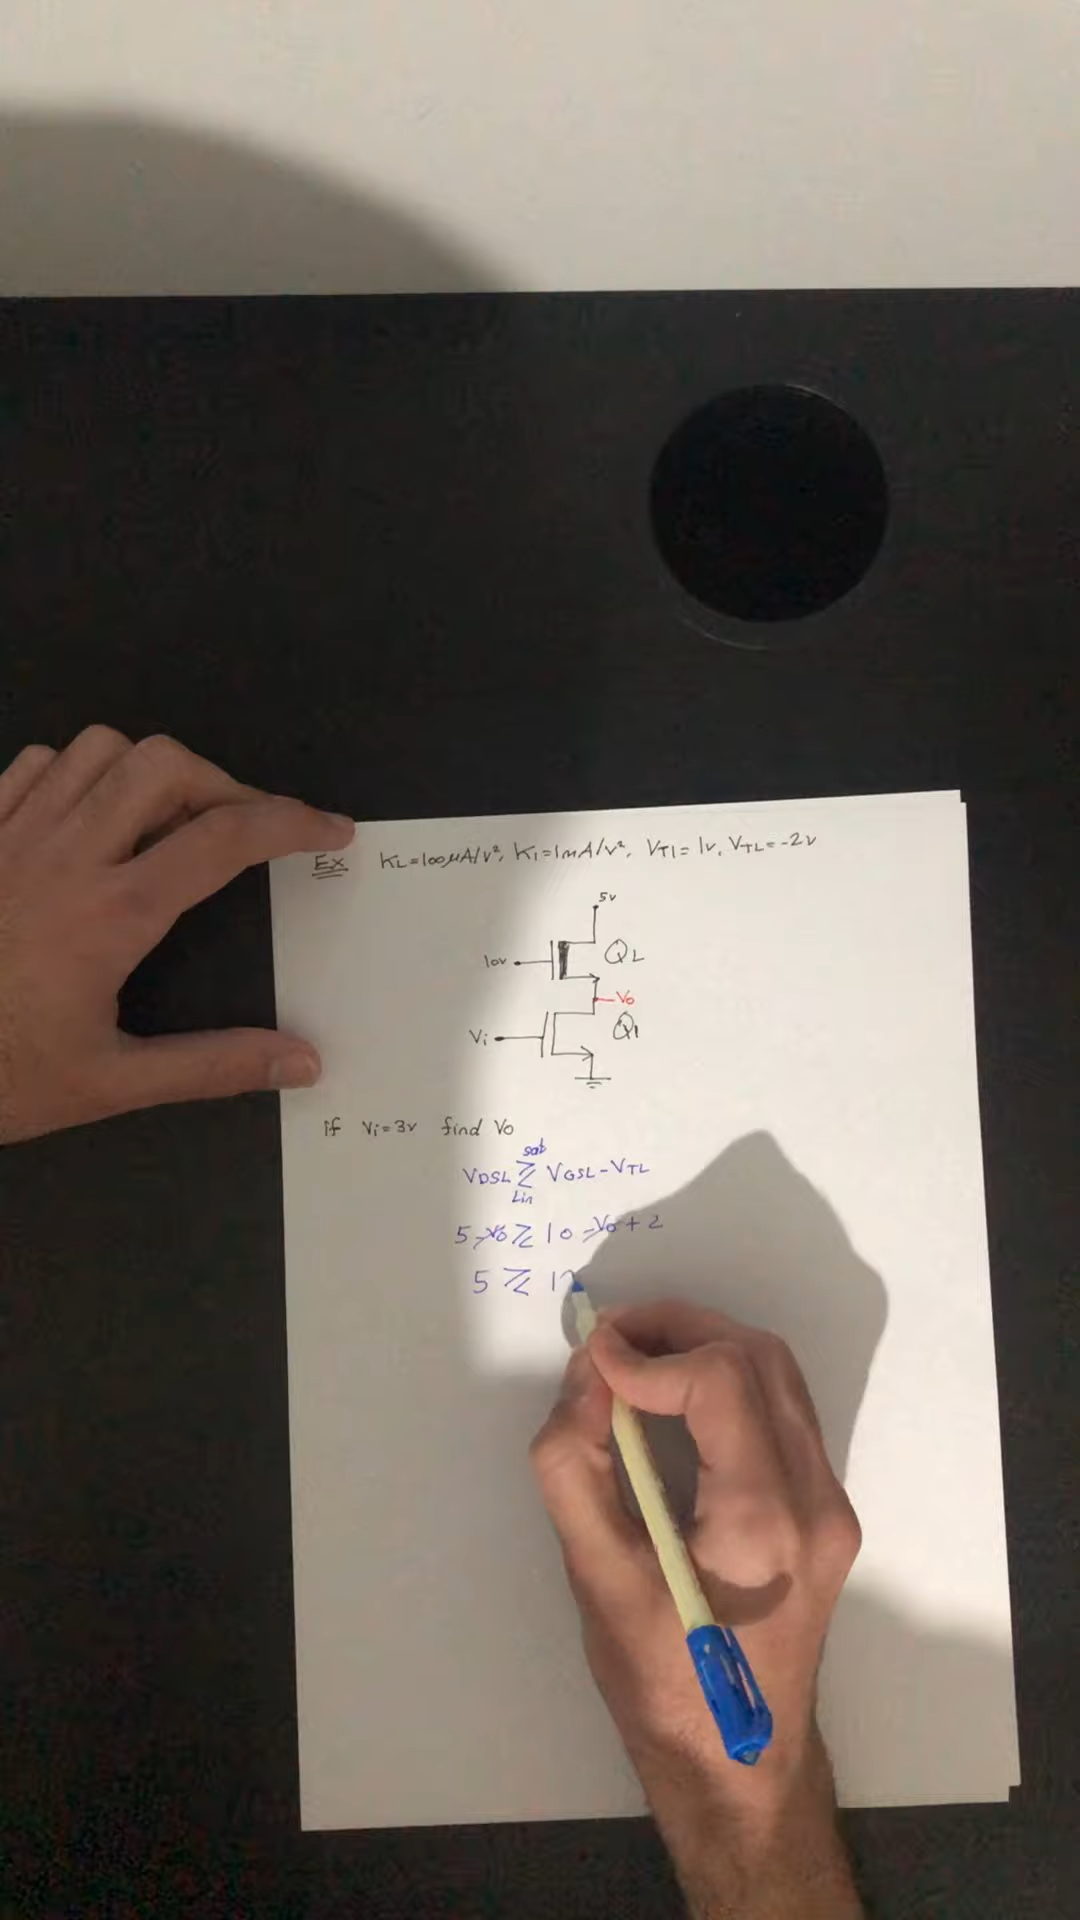 Ex KL=100μA/V², K1=1mA/V², VT1=1V, VTL=-2V
5V
10V QL
Vo
Vi Q1
if Vi=3V find Vo
sat
VDSL ≷ VGSL-VTL
Lin
5-Vo ≷ 10-Vo+2
5 ≷ 12